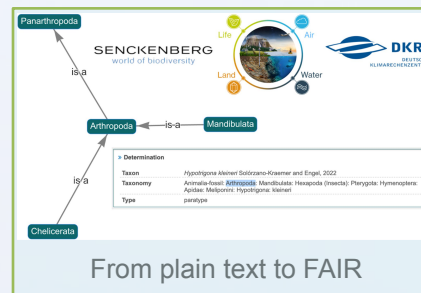 Panarthropoda
SENCKENBERG
world of biodiversity
Life
Air
Land
Water
DKR
DEUTSC
KLIMARECHENZENT
is a
Arthropoda
is a
Mandibulata
is a
Chelicerata
Determination
Taxon Hypotrigona kleineri Solórzano-Kraemer and Engel, 2022
Taxonomy Animalia-fossil: Arthropoda: Mandibulata: Hexapoda (insecta): Pterygota: Hymenoptera:
Apidae: Meliponini: Hypotrigona: kleineri
Type paratype
From plain text to FAIR